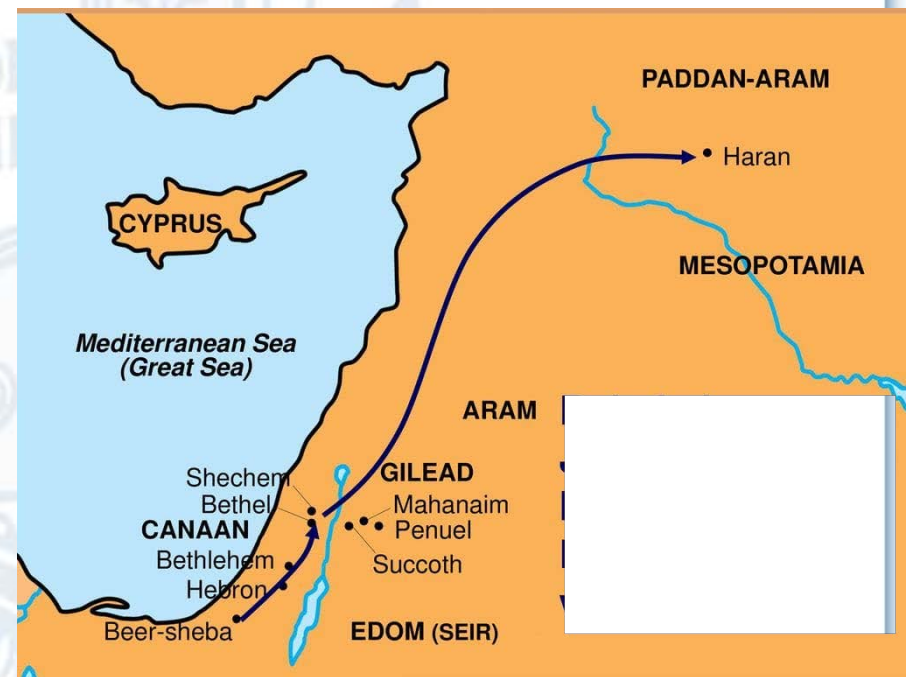 PADDAN-ARAM
Haran
CYPRUS
MESOPOTAMIA
Mediterranean Sea
(Great Sea)
ARAM
Shechem
GILEAD
Bethel
Mahanaim
CANAAN
Penuel
Bethlehem
Succoth
Hebron
Beer-sheba
EDOM (SEIR)